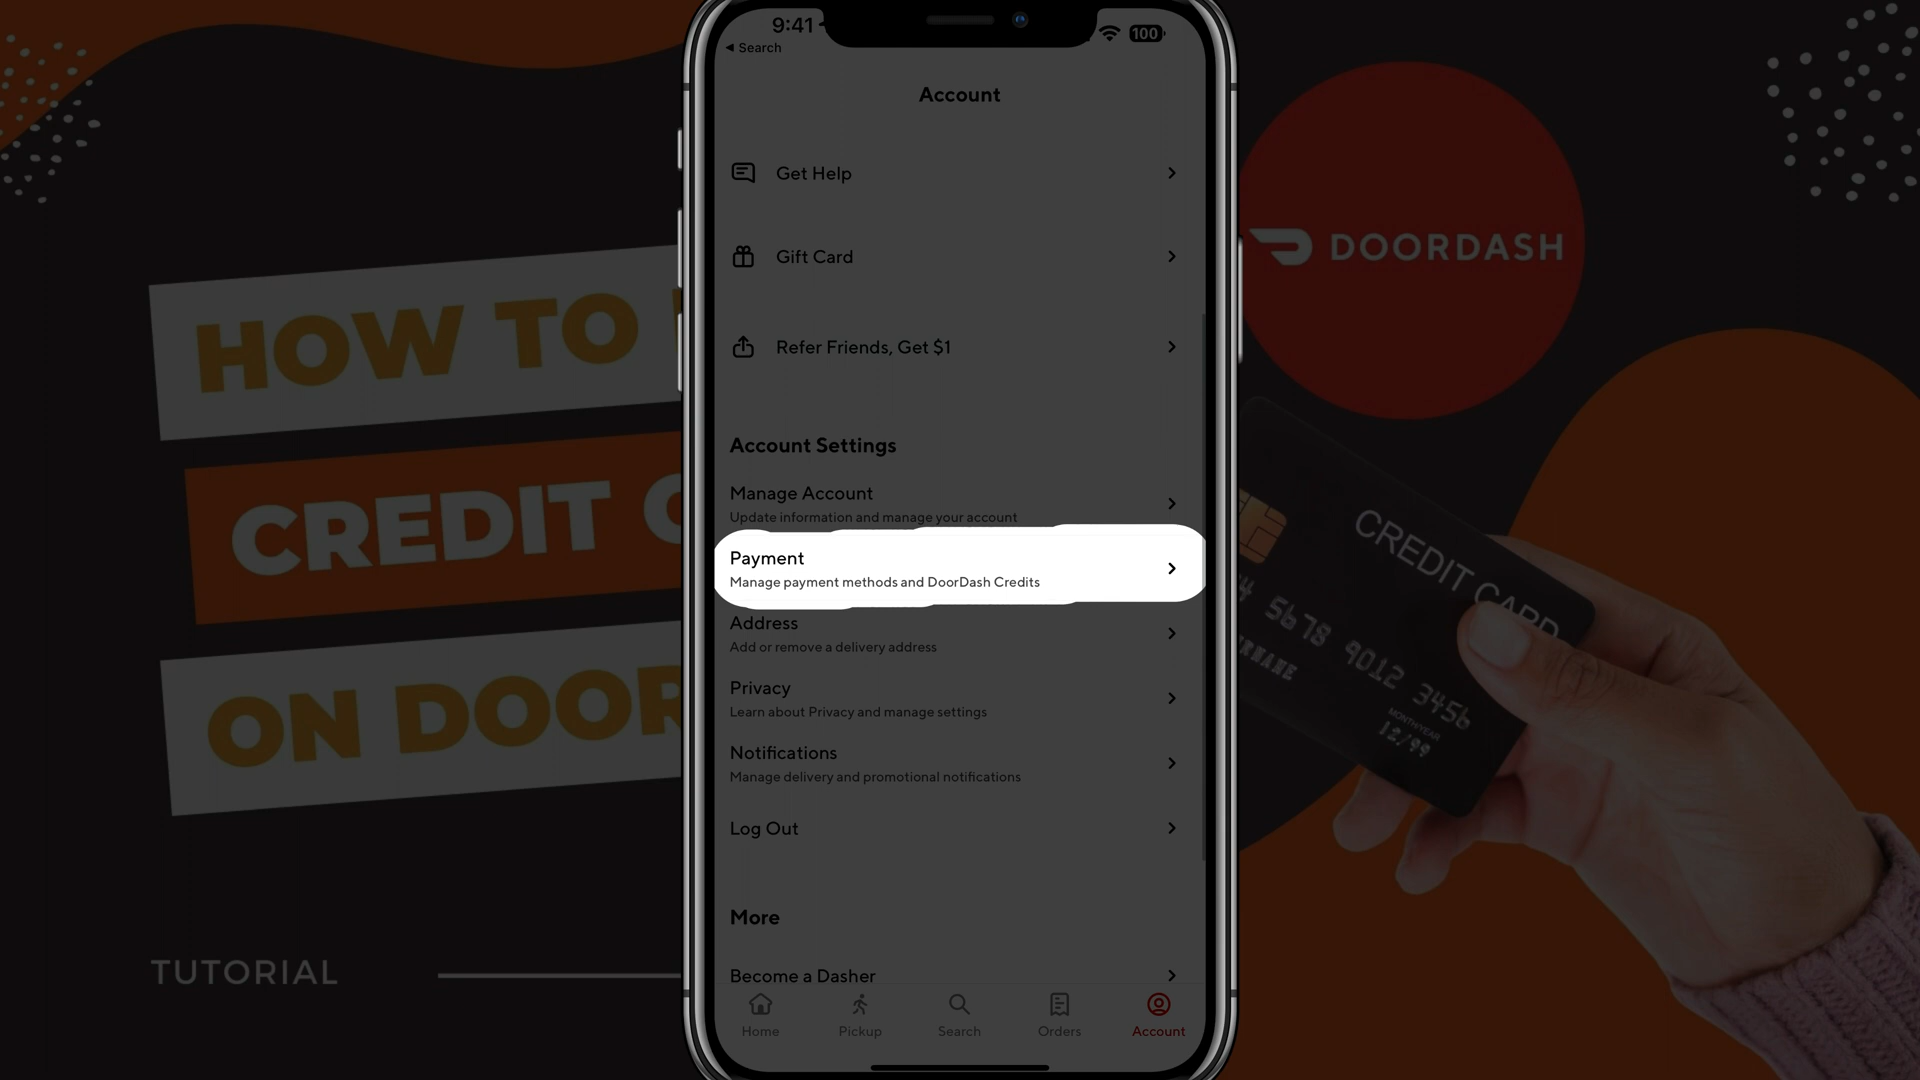 9:41
100
Search
Account
Get Help
Gift Card
Refer Friends, Get $1
Account Settings
Manage Account
Update information and manage your account
Payment
Manage payment methods and DoorDash Credits
Address
Add or remove a delivery address
Privacy
Learn about Privacy and manage settings
Notifications
Manage delivery and promotional notifications
Log Out
More
Become a Dasher
Home
Pickup
Search
Orders
Account
HOW TO
CREDIT
ON DOOR
TUTORIAL
DOORDASH
CREDIT CARD
5678 9012 3456
MONTH/YEAR
12/99